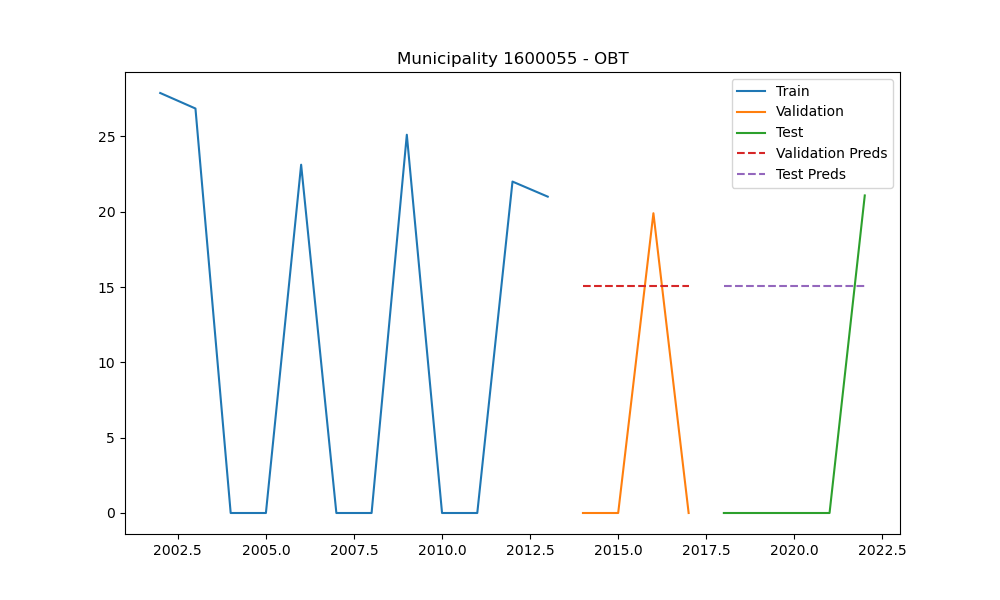 Municipality 1600055 - OBT
Train
Validation
Test
Validation Preds
Test Preds
25
20
15
10
5
0
2002.5 2005.0 2007.5 2010.0 2012.5 2015.0 2017.5 2020.0 2022.5